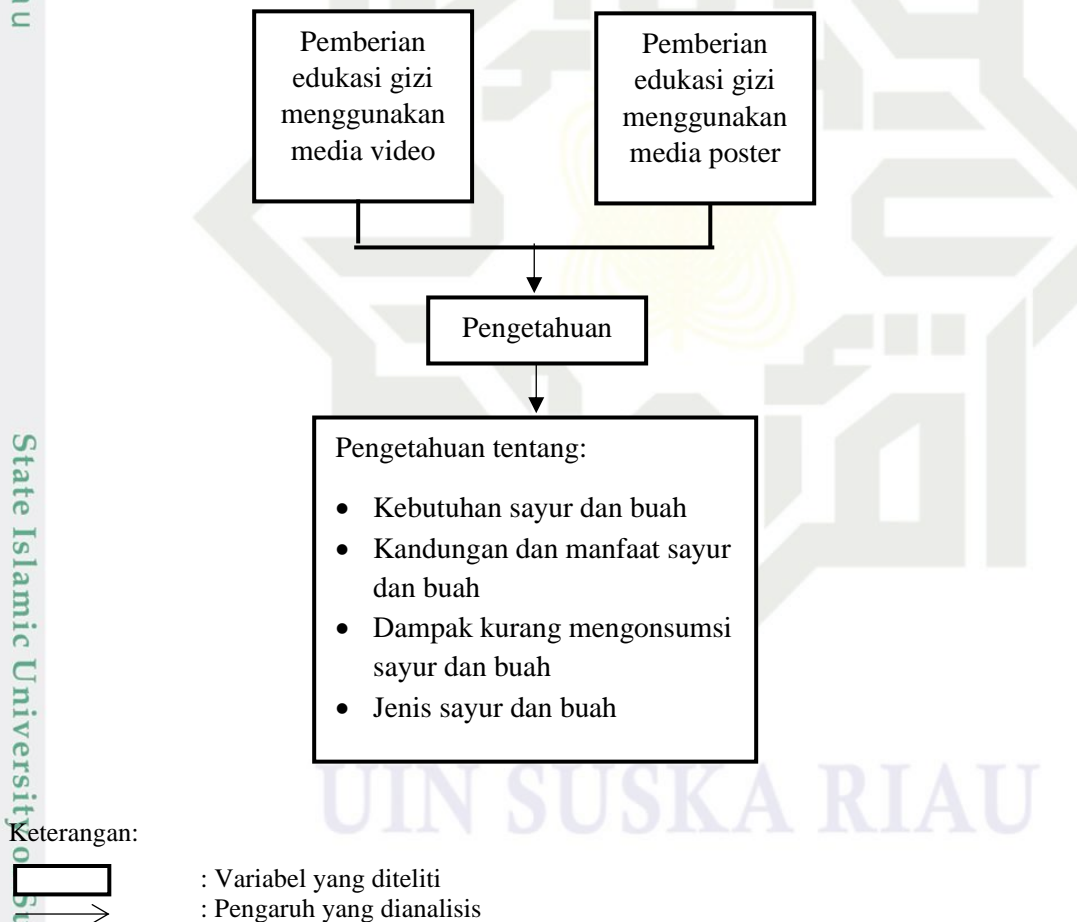 Pemberian
edukasi gizi
menggunakan
media video
Pemberian
edukasi gizi
menggunakan
media poster
Pengetahuan
Pengetahuan tentang:
• Kebutuhan sayur dan buah
• Kandungan dan manfaat sayur
dan buah
• Dampak kurang mengonsumsi
sayur dan buah
• Jenis sayur dan buah
UIN SUSKA RIAU
Keterangan:
: Variabel yang diteliti
: Pengaruh yang dianalisis
State Islamic University o